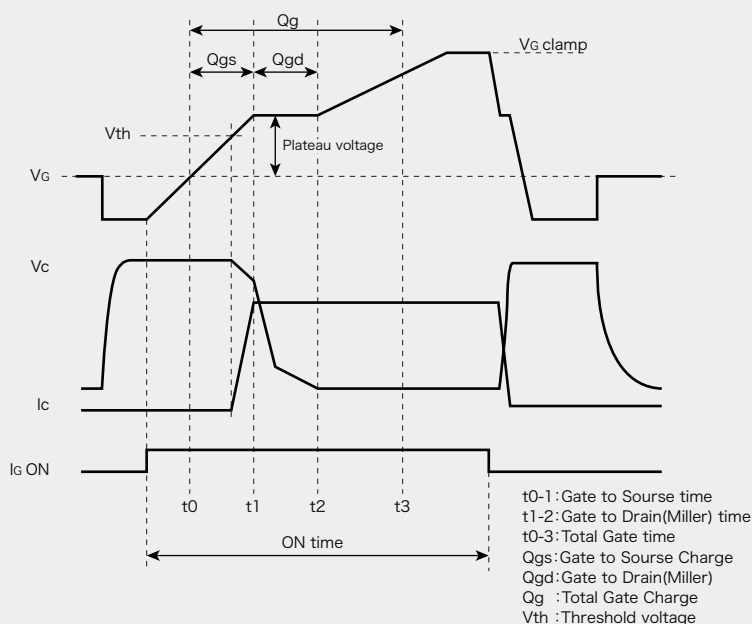 Qg
VG clamp
Qgs
Qgd
Vth
Plateau voltage
VG
Vc
Ic
IG ON
t0
t1
t2
t3
ON time
t0-1:Gate to Sourse time
t1-2:Gate to Drain(Miller) time
t0-3:Total Gate time
Qgs:Gate to Sourse Charge
Qgd:Gate to Drain(Miller)
Qg :Total Gate Charge
Vth :Threshold voltage